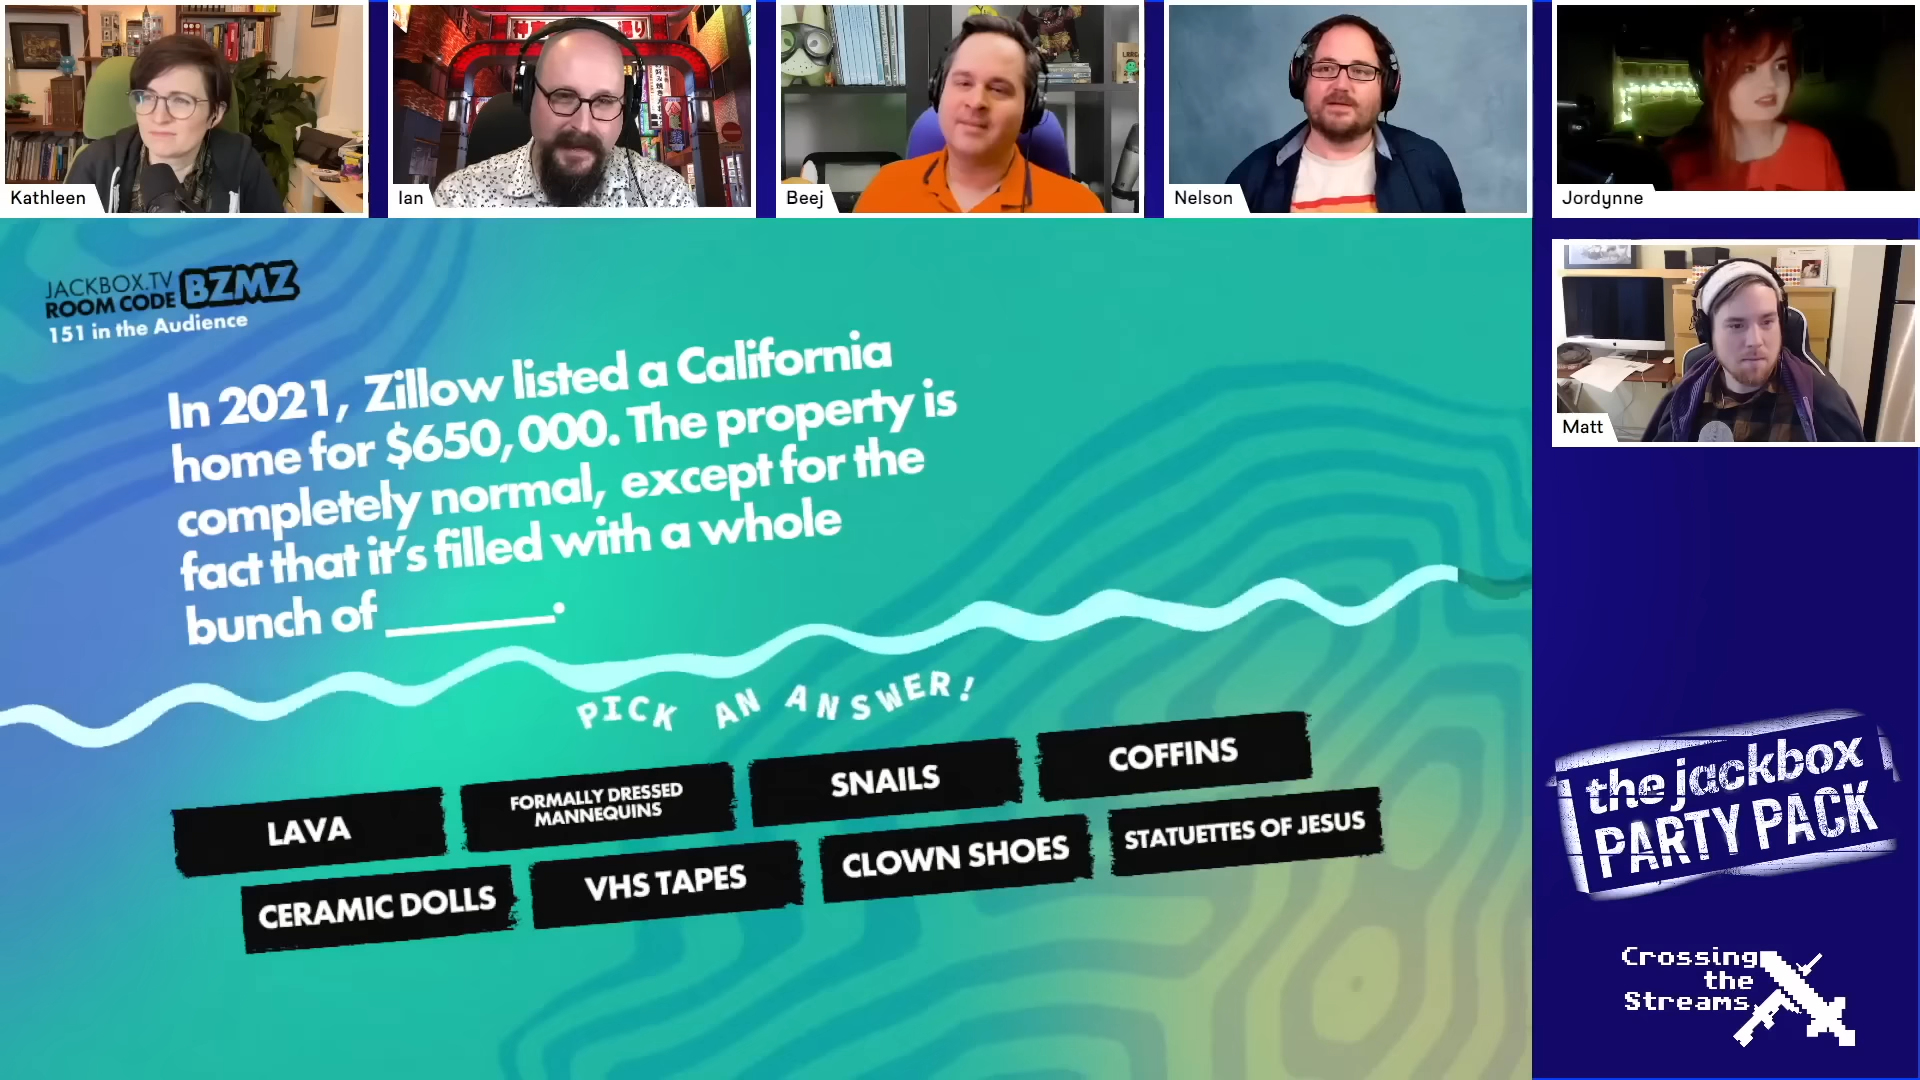 Kathleen
Ian
Beej
Nelson
Jordynne
Matt
JACKBOX.TV
ROOM CODE BZMZ
151 in the Audience
In 2021, Zillow listed a California
home for $650,000. The property is
completely normal, except for the
fact that it's filled with a whole
bunch of ________.
PICK AN ANSWER!
LAVA
FORMALLY DRESSED
MANNEQUINS
SNAILS
COFFINS
CERAMIC DOLLS
VHS TAPES
CLOWN SHOES
STATUETTES OF JESUS
the jackbox
PARTY PACK
Crossing
the
Streams